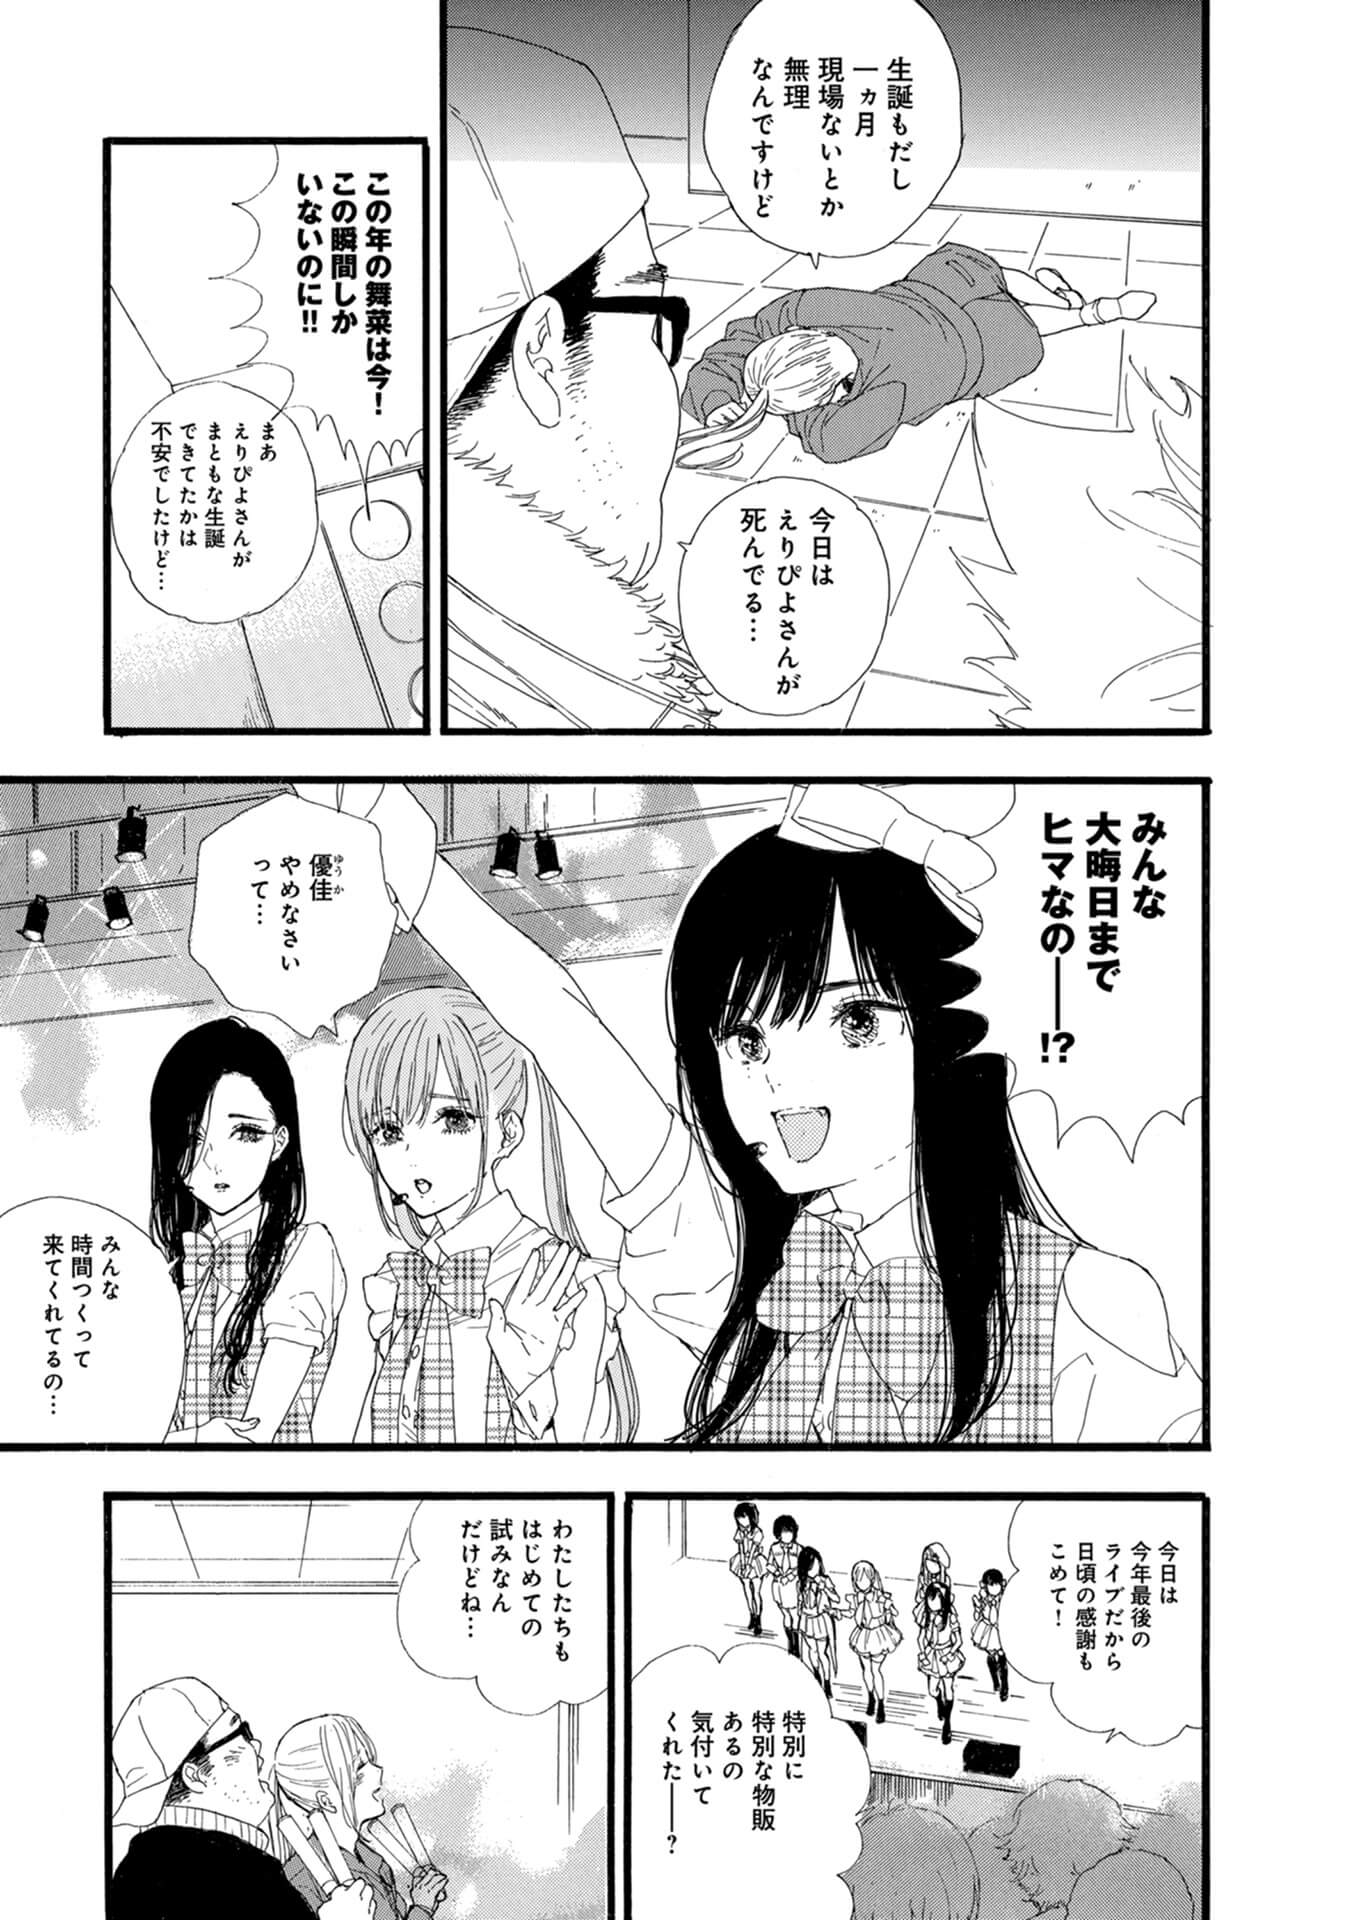 生誕もだし
一ヵ月
現場ないとか
無理
なんですけど
今日は
えりぴよさんが
死んでる…
この年の舞菜は今！
この瞬間しか
いないのに!!
まあ
えりぴよさんが
まともな生誕
できてたかは
不安でしたけど…
みんな
大晦日まで
ヒマなの――!?
優佳
ゆうか
やめなさい
って…
みんな
時間つくって
来てくれてるの…
今日は
今年最後の
ライブだから
日頃の感謝も
こめて！
特別に
特別な物販
あるの
気付いて
くれた――？
わたしたちも
はじめての
試みなん
だけどね…